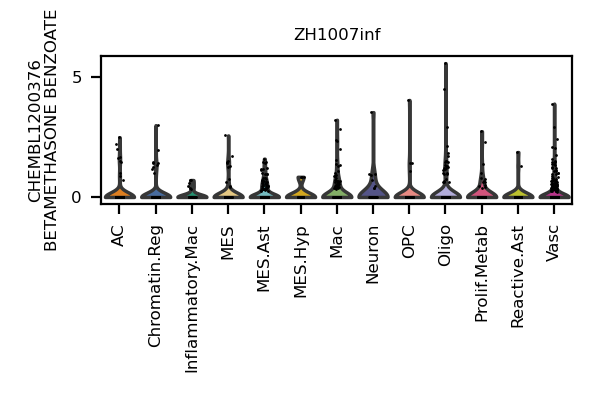 ZH1007inf
CHEMBL1200376
BETAMETHASONE BENZOATE
5
0
AC
Chromatin.Reg
Inflammatory.Mac
MES
MES.Ast
MES.Hyp
Mac
Neuron
OPC
Oligo
Prolif.Metab
Reactive.Ast
Vasc